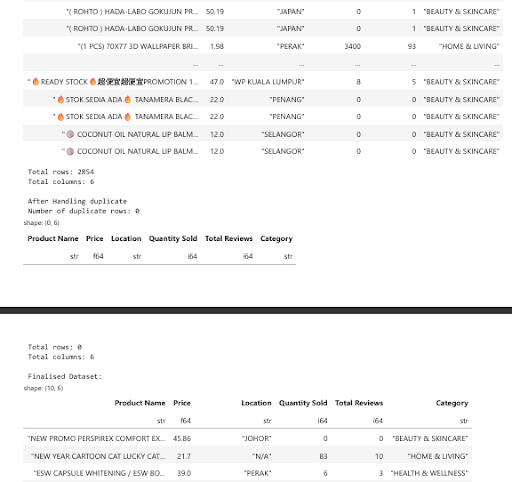 "( ROHTO ) HADA-LABO GOKUJUN PR... 50.19 "JAPAN" 0 1 "BEAUTY & SKINCARE"
"( ROHTO ) HADA-LABO GOKUJUN PR... 50.19 "JAPAN" 0 1 "BEAUTY & SKINCARE"
"(1 PCS) 70X77 3D WALLPAPER BRI... 1.98 "PERAK" 3400 93 "HOME & LIVING"
... ... ... ... ... ...
"🔥READY STOCK🔥超便宜超便宜PROMOTION 1... 47.0 "WP KUALA LUMPUR" 8 5 "BEAUTY & SKINCARE"
"🔥STOK SEDIA ADA🔥 TANAMERA BLAC... 22.0 "PENANG" 0 0 "BEAUTY & SKINCARE"
"🔥STOK SEDIA ADA🔥 TANAMERA BLAC... 22.0 "PENANG" 0 0 "BEAUTY & SKINCARE"
"🥥 COCONUT OIL NATURAL LIP BALM... 12.0 "SELANGOR" 0 0 "BEAUTY & SKINCARE"
"🥥 COCONUT OIL NATURAL LIP BALM... 12.0 "SELANGOR" 0 0 "BEAUTY & SKINCARE"
Total rows: 2854
Total columns: 6
After Handling duplicate
Number of duplicate rows: 0
shape: (0, 6)
Product Name Price Location Quantity Sold Total Reviews Category
str f64 str i64 i64 str
Total rows: 0
Total columns: 6
Finalised Dataset:
shape: (10, 6)
Product Name Price Location Quantity Sold Total Reviews Category
str f64 str i64 i64 str
"NEW PROMO PERSPIREX COMFORT EX... 45.86 "JOHOR" 0 0 "BEAUTY & SKINCARE"
"NEW YEAR CARTOON CAT LUCKY CAT... 21.7 "N/A" 83 10 "HOME & LIVING"
"ESW CAPSULE WHITENING / ESW BO... 39.0 "PERAK" 6 3 "HEALTH & WELLNESS"